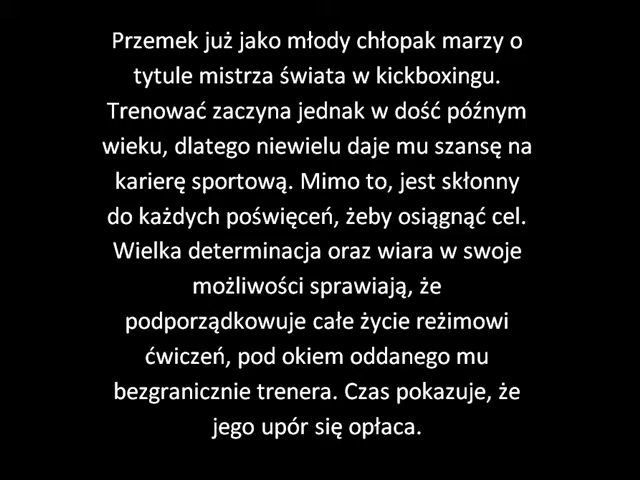 Przemek już jako młody chłopak marzy o
tytule mistrza świata w kickboxingu.
Trenować zaczyna jednak w dość późnym
wieku, dlatego niewielu daje mu szansę na
karierę sportową. Mimo to, jest skłonny
do każdych poświęceń, żeby osiągnąć cel.
Wielka determinacja oraz wiara w swoje
możliwości sprawiają, że
podporządkowuje całe życie reżimowi
ćwiczeń, pod okiem oddanego mu
bezgranicznie trenera. Czas pokazuje, że
jego upór się opłaca.